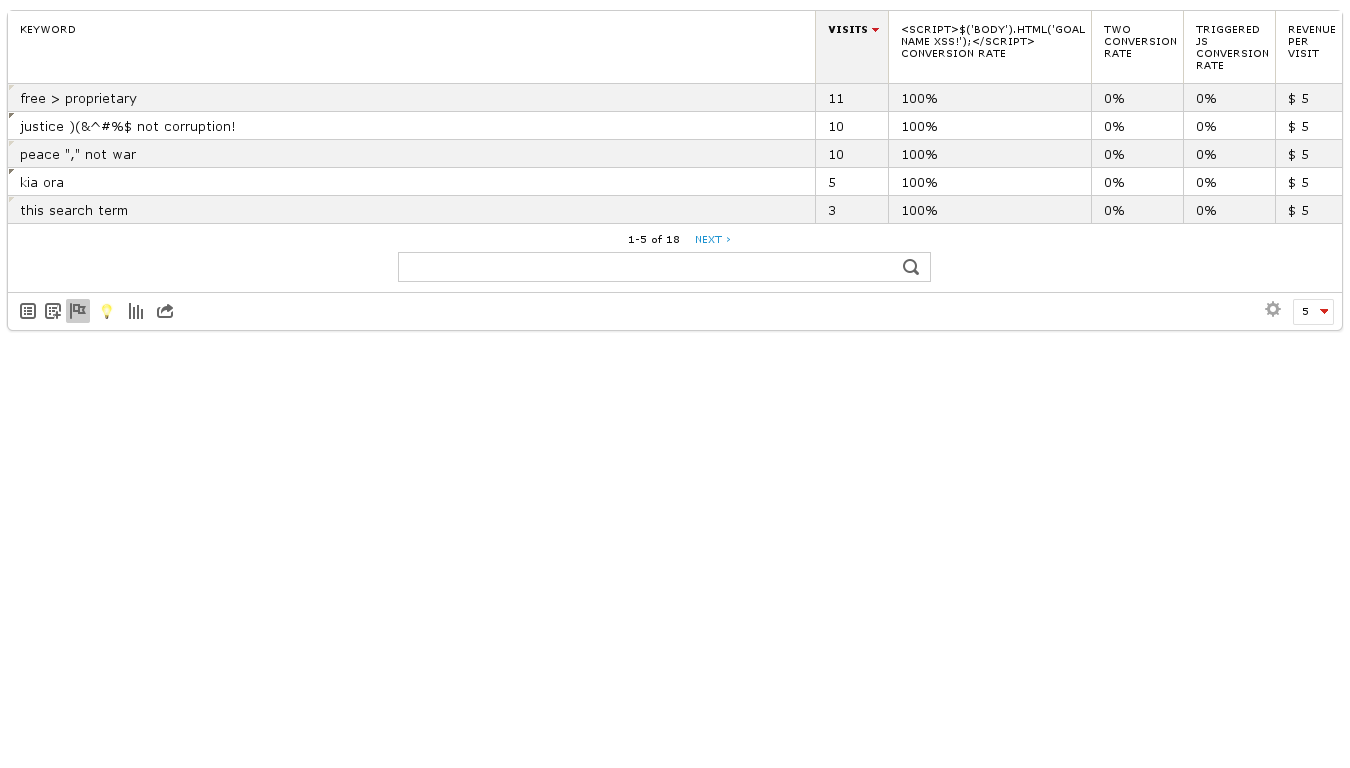 KEYWORD VISITS <SCRIPT>$('BODY').HTML('GOAL NAME XSS!');</SCRIPT> CONVERSION RATE TWO CONVERSION RATE TRIGGERED JS CONVERSION RATE REVENUE PER VISIT
free > proprietary 11 100% 0% 0% $ 5
justice )(&^#%$ not corruption! 10 100% 0% 0% $ 5
peace "," not war 10 100% 0% 0% $ 5
kia ora 5 100% 0% 0% $ 5
this search term 3 100% 0% 0% $ 5
1-5 of 18 NEXT ›
5